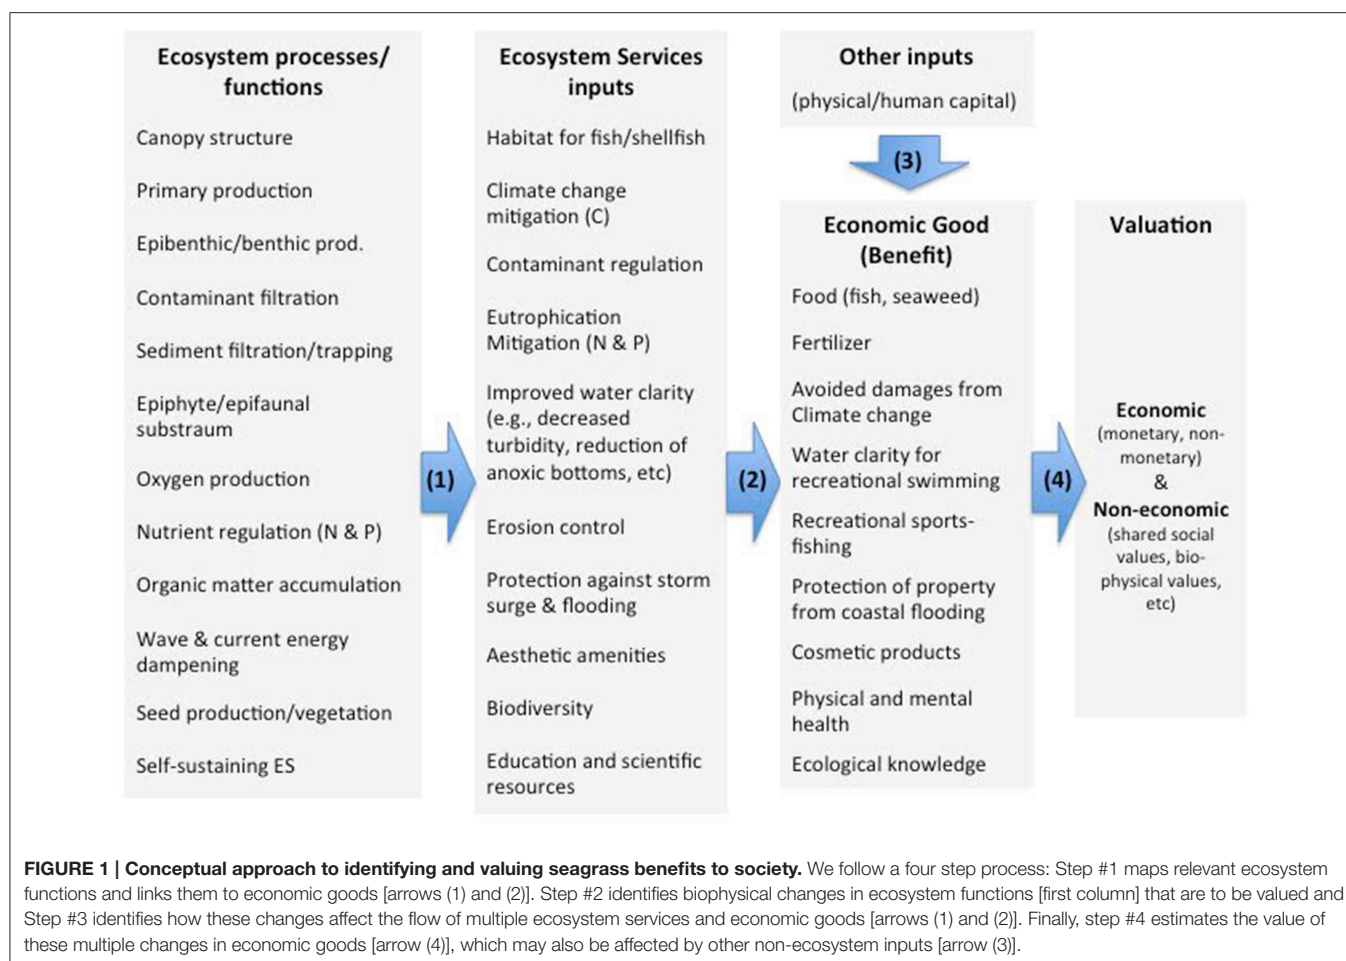 Ecosystem processes/
functions
Canopy structure
Primary production
Epibenthic/benthic prod.
Contaminant filtration
Sediment filtration/trapping
Epiphyte/epifaunal
substraum
Oxygen production
Nutrient regulation (N & P)
Organic matter accumulation
Wave & current energy
dampening
Seed production/vegetation
Self-sustaining ES
(1)
Ecosystem Services
inputs
Habitat for fish/shellfish
Climate change
mitigation (C)
Contaminant regulation
Eutrophication
Mitigation (N & P)
Improved water clarity
(e.g., decreased
turbidity, reduction of
anoxic bottoms, etc)
Erosion control
Protection against storm
surge & flooding
Aesthetic amenities
Biodiversity
Education and scientific
resources
(2)
Other inputs
(physical/human capital)
(3)
Economic Good
(Benefit)
Food (fish, seaweed)
Fertilizer
Avoided damages from
Climate change
Water clarity for
recreational swimming
Recreational sports-
fishing
Protection of property
from coastal flooding
Cosmetic products
Physical and mental
health
Ecological knowledge
(4)
Valuation
Economic
(monetary, non-
monetary)
&
Non-economic
(shared social
values, bio-
physical values,
etc)
FIGURE 1 | Conceptual approach to identifying and valuing seagrass benefits to society. We follow a four step process: Step #1 maps relevant ecosystem
functions and links them to economic goods [arrows (1) and (2)]. Step #2 identifies biophysical changes in ecosystem functions [first column] that are to be valued and
Step #3 identifies how these changes affect the flow of multiple ecosystem services and economic goods [arrows (1) and (2)]. Finally, step #4 estimates the value of
these multiple changes in economic goods [arrow (4)], which may also be affected by other non-ecosystem inputs [arrow (3)].